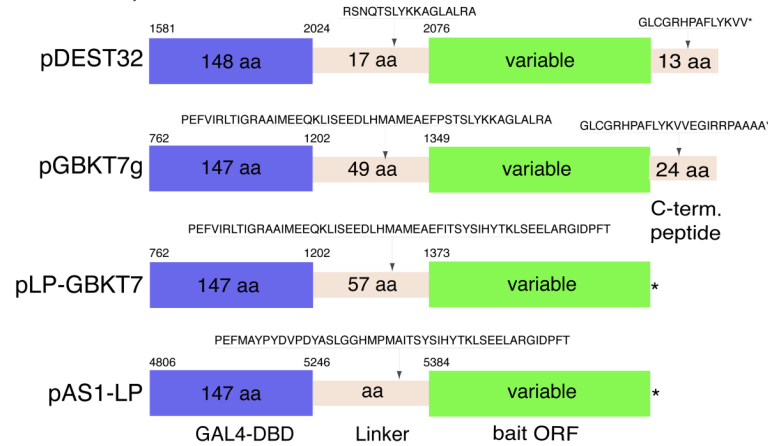 RSNQTSLYKKAGLALRA
GLCGRHPAFLYKVV*
1581 2024 2076
pDEST32 148 aa 17 aa variable 13 aa
PEFVIRLTIGRAAIMEEQKLISEEDLHMAMEAEFPSTSLYKKAGLALRA
GLCGRHPAFLYKVVEGIRRPAAAA*
762 1202 1349
pGBKT7g 147 aa 49 aa variable 24 aa
C-term.
peptide
PEFVIRLTIGRAAIMEEQKLISEEDLHMAMEAEFITSYSIHYTKLSEELARGIDPFT
762 1202 1373
pLP-GBKT7 147 aa 57 aa variable *
PEFMAYPYDVPDYASLGGHMPMAITSYSIHYTKLSEELARGIDPFT
4806 5246 5384
pAS1-LP 147 aa aa variable *
GAL4-DBD Linker bait ORF